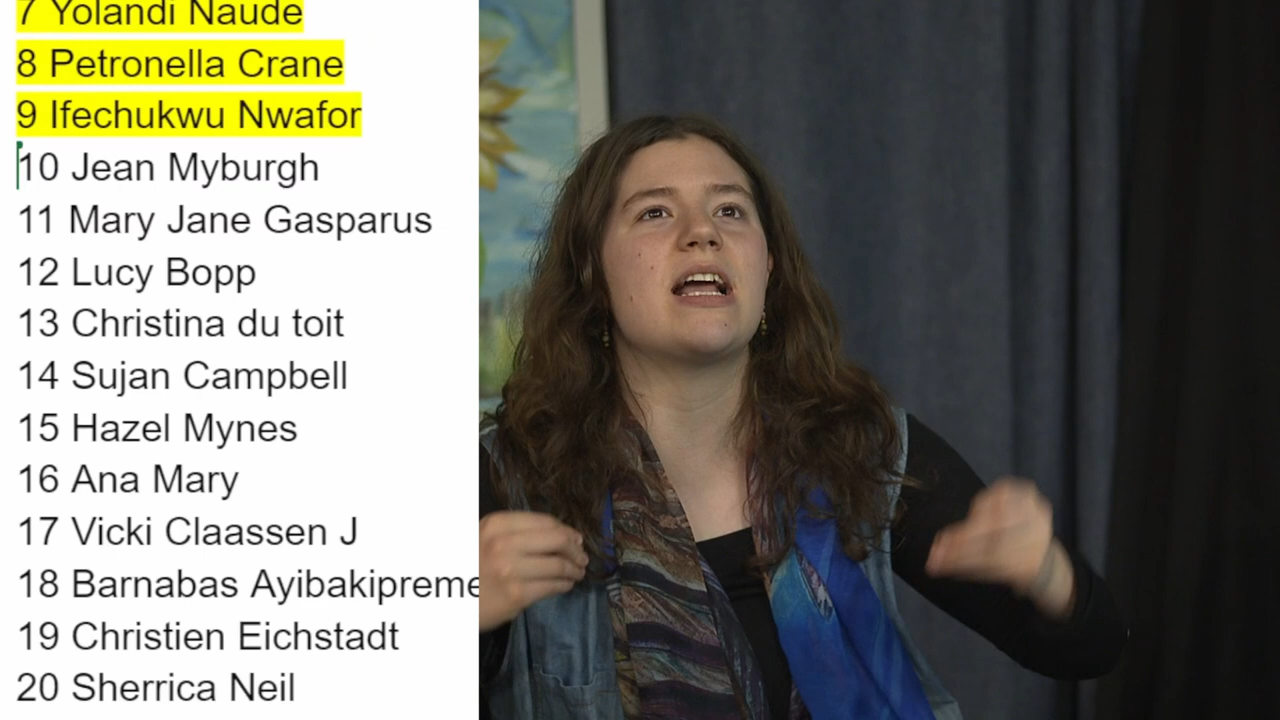 7 Yolandi Naude
8 Petronella Crane
9 Ifechukwu Nwafor
10 Jean Myburgh
11 Mary Jane Gasparus
12 Lucy Bopp
13 Christina du toit
14 Sujan Campbell
15 Hazel Mynes
16 Ana Mary
17 Vicki Claassen J
18 Barnabas Ayibakipreme
19 Christien Eichstadt
20 Sherrica Neil